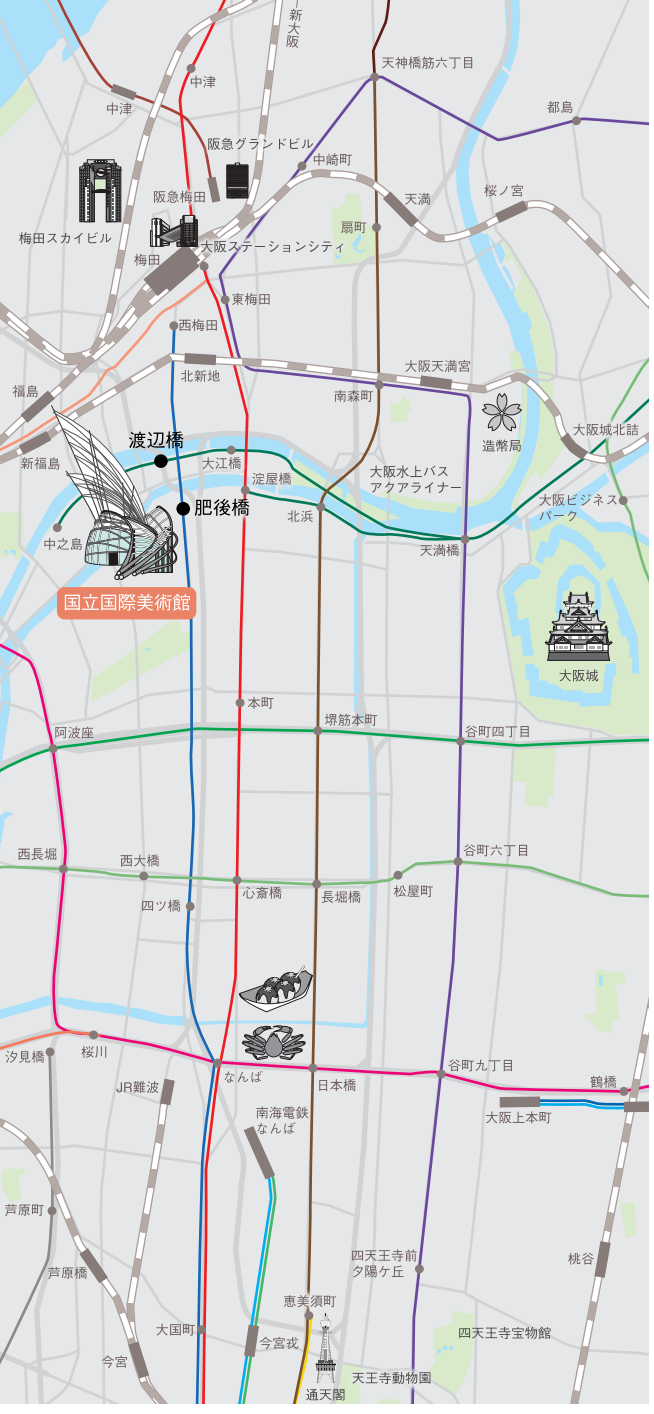 新大阪
天神橋筋六丁目
中津
都島
中津
阪急グランドビル
中崎町
阪急梅田
天満
桜ノ宮
梅田スカイビル
大阪ステーションシティ
扇町
梅田
東梅田
西梅田
北新地
大阪天満宮
福島
南森町
渡辺橋
造幣局
大阪城北詰
新福島
大江橋
大阪水上バス
アクアライナー
淀屋橋
肥後橋
北浜
大阪ビジネス
パーク
中之島
天満橋
国立国際美術館
大阪城
本町
堺筋本町
阿波座
谷町四丁目
西長堀
西大橋
谷町六丁目
心斎橋
長堀橋
松屋町
四ツ橋
汐見橋
桜川
なんば
日本橋
谷町九丁目
鶴橋
JR難波
大阪上本町
南海電鉄
なんば
芦原町
四天王寺前
夕陽ケ丘
桃谷
芦原橋
恵美須町
大国町
今宮戎
四天王寺宝物館
今宮
天王寺動物園
通天閣